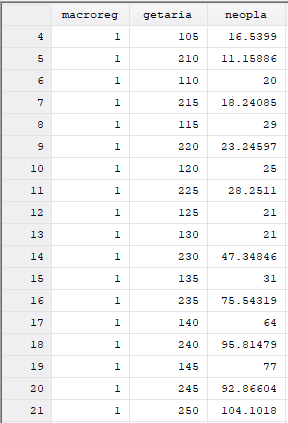 macroreg getaria neopla
4 1 105 16.5399
5 1 210 11.15886
6 1 110 20
7 1 215 18.24085
8 1 115 29
9 1 220 23.24597
10 1 120 25
11 1 225 28.2511
12 1 125 21
13 1 130 21
14 1 230 47.34846
15 1 135 31
16 1 235 75.54319
17 1 140 64
18 1 240 95.81479
19 1 145 77
20 1 245 92.86604
21 1 250 104.1018